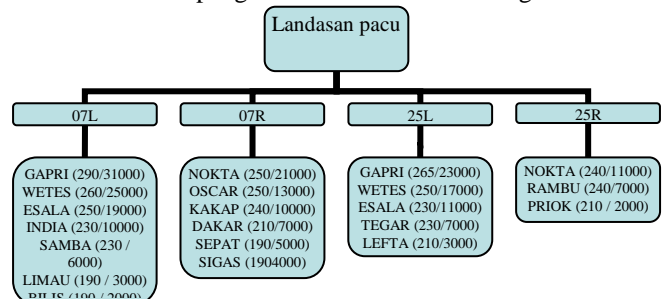 Landasan pacu
07L
07R
25L
25R
GAPRI (290/31000)
WETES (260/25000)
ESALA (250/19000)
INDIA (230/10000)
SAMBA (230 /
6000)
LIMAU (190 / 3000)
BILIS (190 / 2000)
NOKTA (250/21000)
OSCAR (250/13000)
KAKAP (240/10000)
DAKAR (210/7000)
SEPAT (190/5000)
SIGAS (1904000)
GAPRI (265/23000)
WETES (250/17000)
ESALA (230/11000)
TEGAR (230/7000)
LEFTA (210/3000)
NOKTA (240/11000)
RAMBU (240/7000)
PRIOK (210 / 2000)